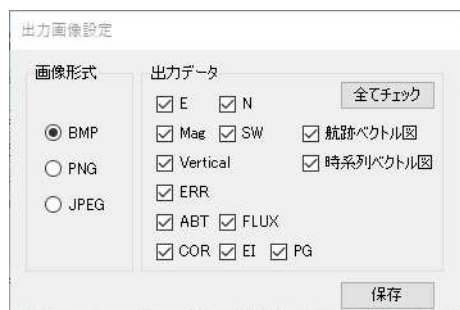 出力画像設定
画像形式
出力データ
全てチェック
E N
BMP
Mag SW 航跡ベクトル図
PNG
Vertical 時系列ベクトル図
JPEG
ERR
ABT FLUX
COR EI PG
保存